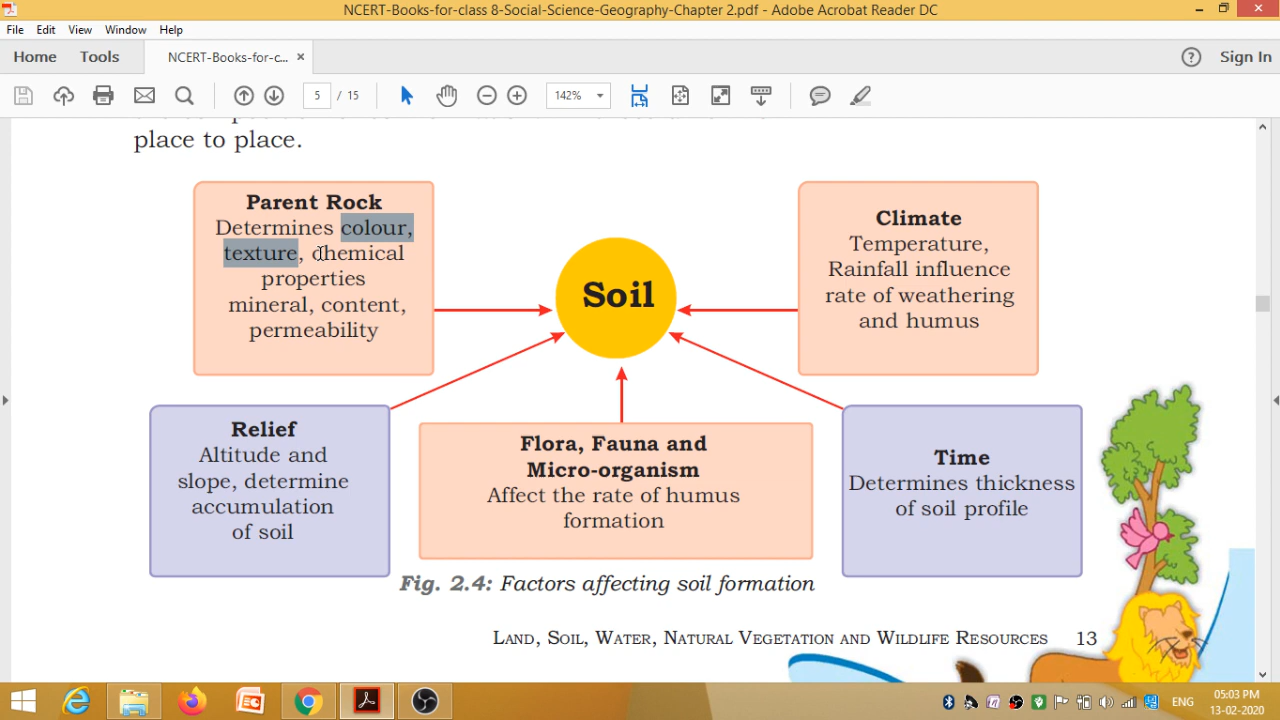 NCERT-Books-for-class 8-Social-Science-Geography-Chapter 2.pdf - Adobe Acrobat Reader DC
File Edit View Window Help
Home Tools NCERT-Books-for-c... × Sign In
5 / 15 142%
place to place.
Parent Rock
Determines colour,
texture, chemical
properties
mineral, content,
permeability
Climate
Temperature,
Rainfall influence
rate of weathering
and humus
Soil
Relief
Altitude and
slope, determine
accumulation
of soil
Flora, Fauna and
Micro-organism
Affect the rate of humus
formation
Time
Determines thickness
of soil profile
Fig. 2.4: Factors affecting soil formation
LAND, SOIL, WATER, NATURAL VEGETATION AND WILDLIFE RESOURCES 13
ENG
05:03 PM
13-02-2020